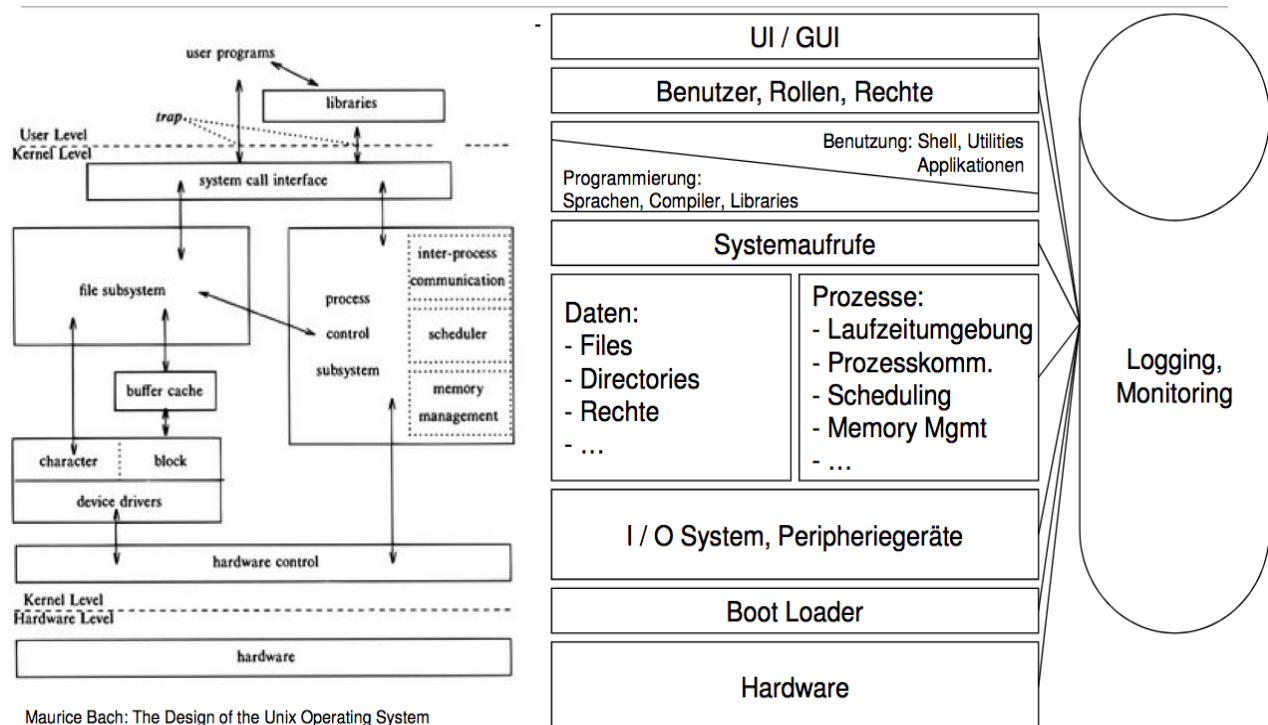 user programs
libraries
trap
User Level
Kernel Level
system call interface
file subsystem
inter-process
communication
process
control
subsystem
scheduler
memory
management
buffer cache
character
block
device drivers
hardware control
Kernel Level
Hardware Level
hardware
Maurice Bach: The Design of the Unix Operating System
-
UI / GUI
Benutzer, Rollen, Rechte
Benutzung: Shell, Utilities
Applikationen
Programmierung:
Sprachen, Compiler, Libraries
Systemaufrufe
Daten:
- Files
- Directories
- Rechte
- ...
Prozesse:
- Laufzeitumgebung
- Prozesskomm.
- Scheduling
- Memory Mgmt
- ...
I / O System, Peripheriegeräte
Boot Loader
Hardware
Logging,
Monitoring